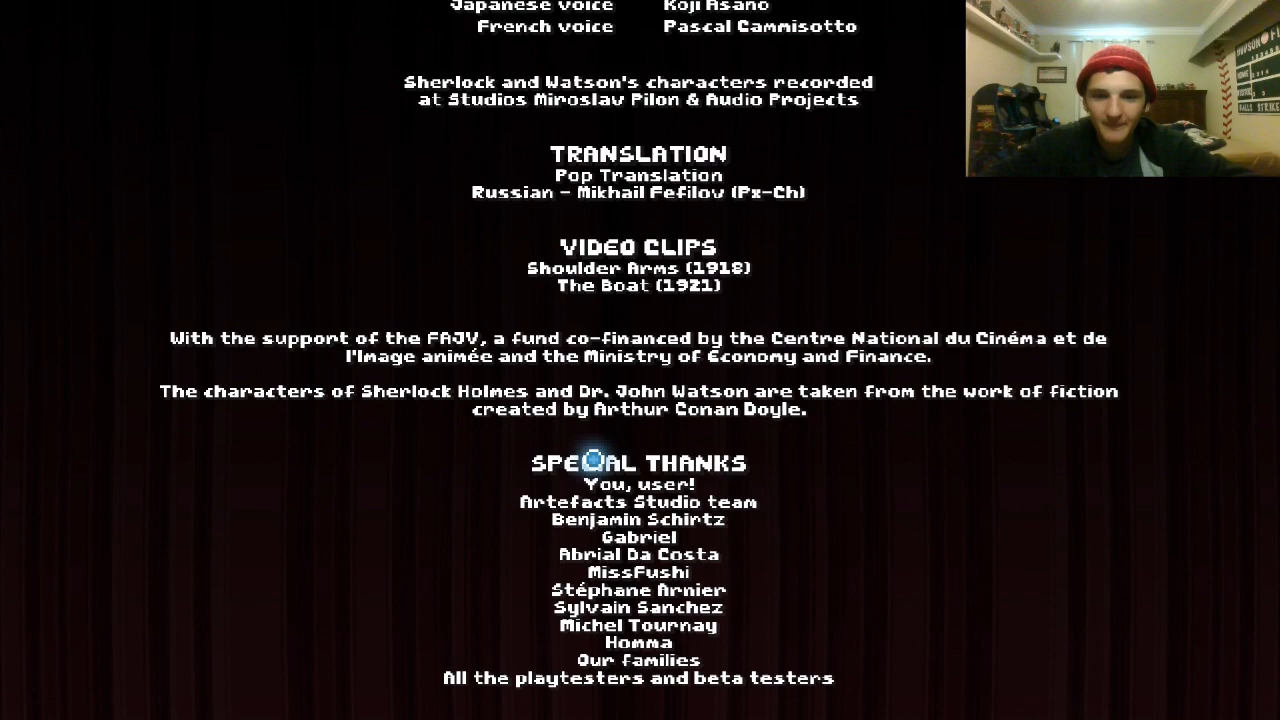 Japanese voice Koji Asano
French voice Pascal Cammisotto
Sherlock and Watson's characters recorded
at Studios Miroslav Pilon & Audio Projects
TRANSLATION
Pop Translation
Russian - Mikhail Fefilov (Px-Ch)
VIDEO CLIPS
Shoulder Arms (1918)
The Boat (1921)
With the support of the FAJV, a fund co-financed by the Centre National du Cinéma et de
l'Image animée and the Ministry of Economy and Finance.
The characters of Sherlock Holmes and Dr. John Watson are taken from the work of fiction
created by Arthur Conan Doyle.
SPECIAL THANKS
You, user!
Artefacts Studio team
Benjamin Schirtz
Gabriel
Abrial Da Costa
MissFushi
Stéphane Arnier
Sylvain Sanchez
Michel Tournay
Homma
Our families
All the playtesters and beta testers